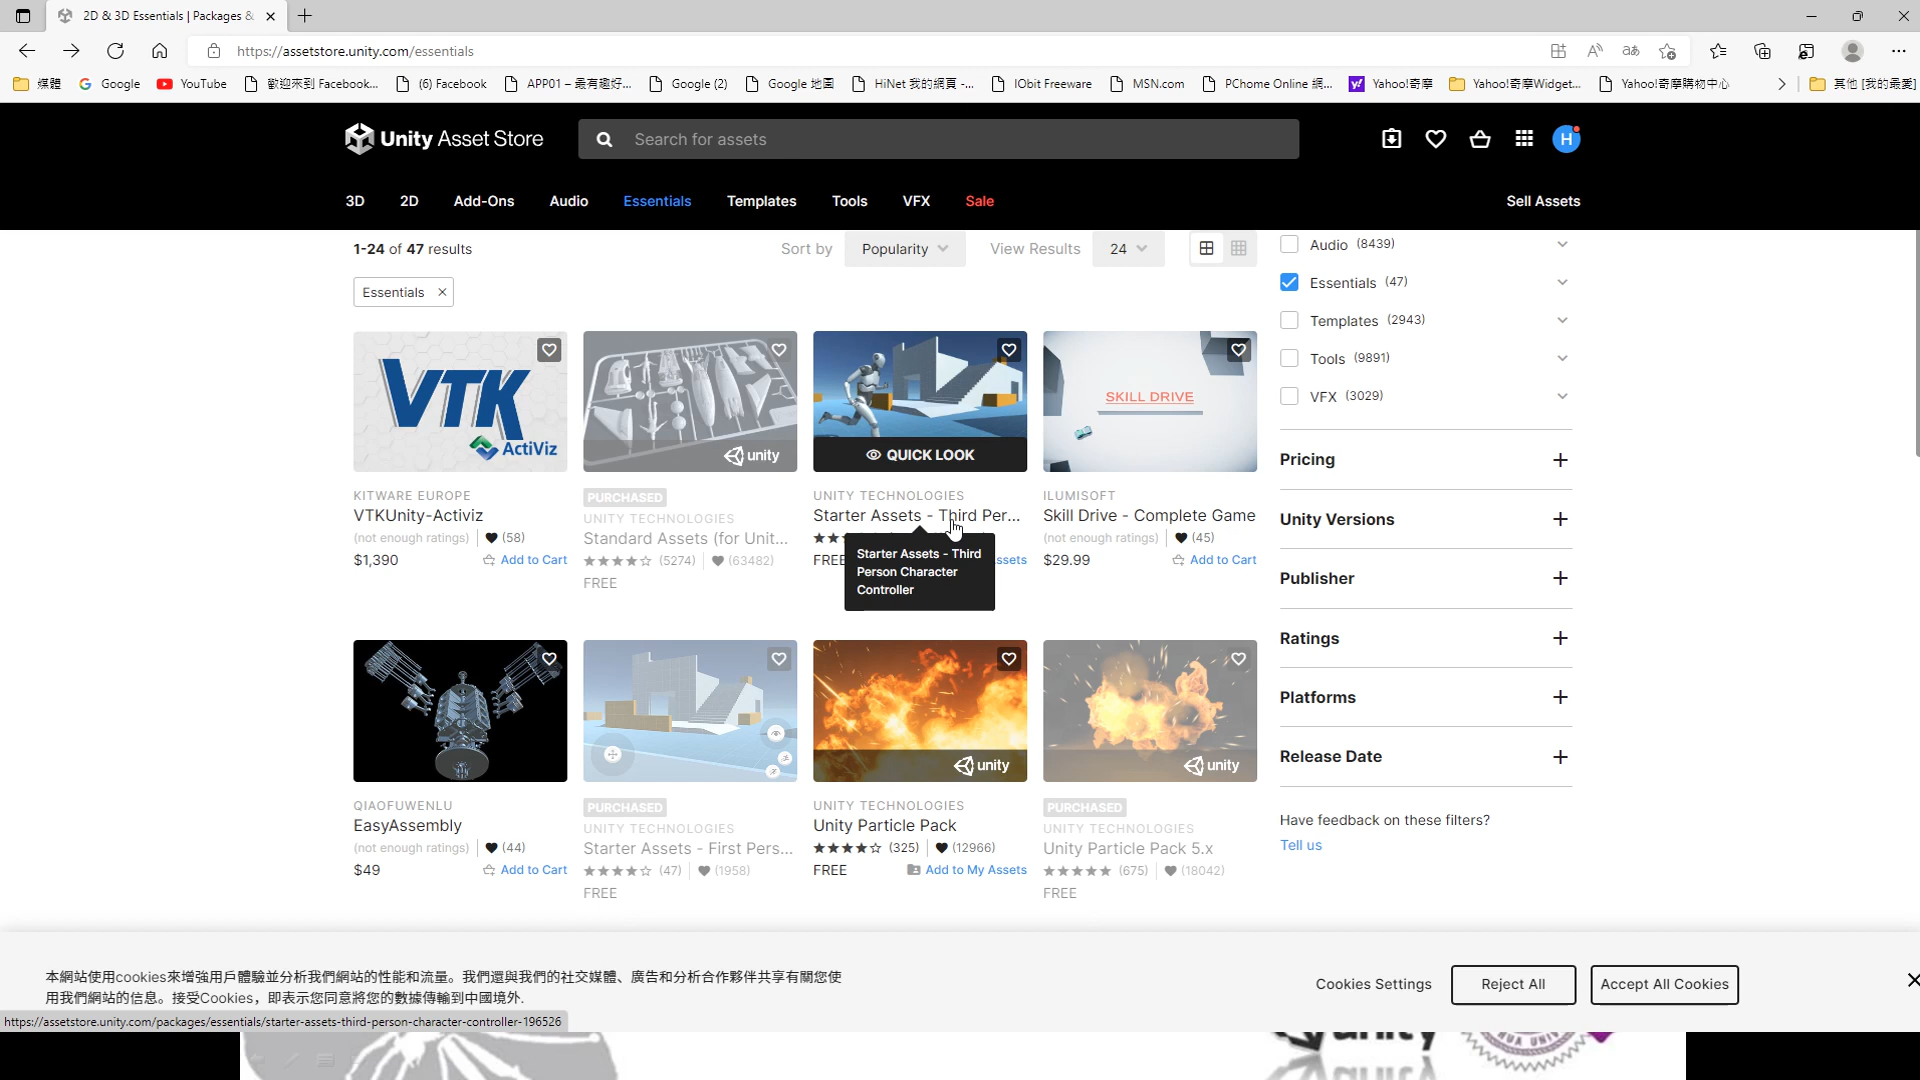 2D & 3D Essentials | Packages &
https://assetstore.unity.com/essentials
媒體
Google
YouTube
歡迎來到 Facebook...
(6) Facebook
APP01 – 最有趣好...
Google (2)
Google 地圖
HiNet 我的網頁 -...
IObit Freeware
MSN.com
PChome Online 網...
Yahoo!奇摩
Yahoo!奇摩Widget...
Yahoo!奇摩購物中心
其他 [我的最愛]
Unity Asset Store
Search for assets
H
3D
2D
Add-Ons
Audio
Essentials
Templates
Tools
VFX
Sale
Sell Assets
1-24 of 47 results
Sort by
Popularity
View Results
24
Essentials
VTK
ActiViz
unity
QUICK LOOK
SKILL DRIVE
KITWARE EUROPE
VTKUnity-Activiz
(not enough ratings)
(58)
$1,390
Add to Cart
PURCHASED
UNITY TECHNOLOGIES
Standard Assets (for Unit...
(5274)
(63482)
FREE
UNITY TECHNOLOGIES
Starter Assets - Third Per...
FREE
ssets
Starter Assets - Third
Person Character
Controller
ILUMISOFT
Skill Drive - Complete Game
(not enough ratings)
(45)
$29.99
Add to Cart
unity
unity
QIAOFUWENLU
EasyAssembly
(not enough ratings)
(44)
$49
Add to Cart
PURCHASED
UNITY TECHNOLOGIES
Starter Assets - First Pers...
(47)
(1958)
FREE
UNITY TECHNOLOGIES
Unity Particle Pack
(325)
(12966)
FREE
Add to My Assets
PURCHASED
UNITY TECHNOLOGIES
Unity Particle Pack 5.x
(675)
(18042)
FREE
Audio (8439)
Essentials (47)
Templates (2943)
Tools (9891)
VFX (3029)
Pricing
Unity Versions
Publisher
Ratings
Platforms
Release Date
Have feedback on these filters?
Tell us
本網站使用cookies來增強用戶體驗並分析我們網站的性能和流量。我們還與我們的社交媒體、廣告和分析合作夥伴共享有關您使
用我們網站的信息。接受Cookies，即表示您同意將您的數據傳輸到中國境外.
Cookies Settings
Reject All
Accept All Cookies
https://assetstore.unity.com/packages/essentials/starter-assets-third-person-character-controller-196526